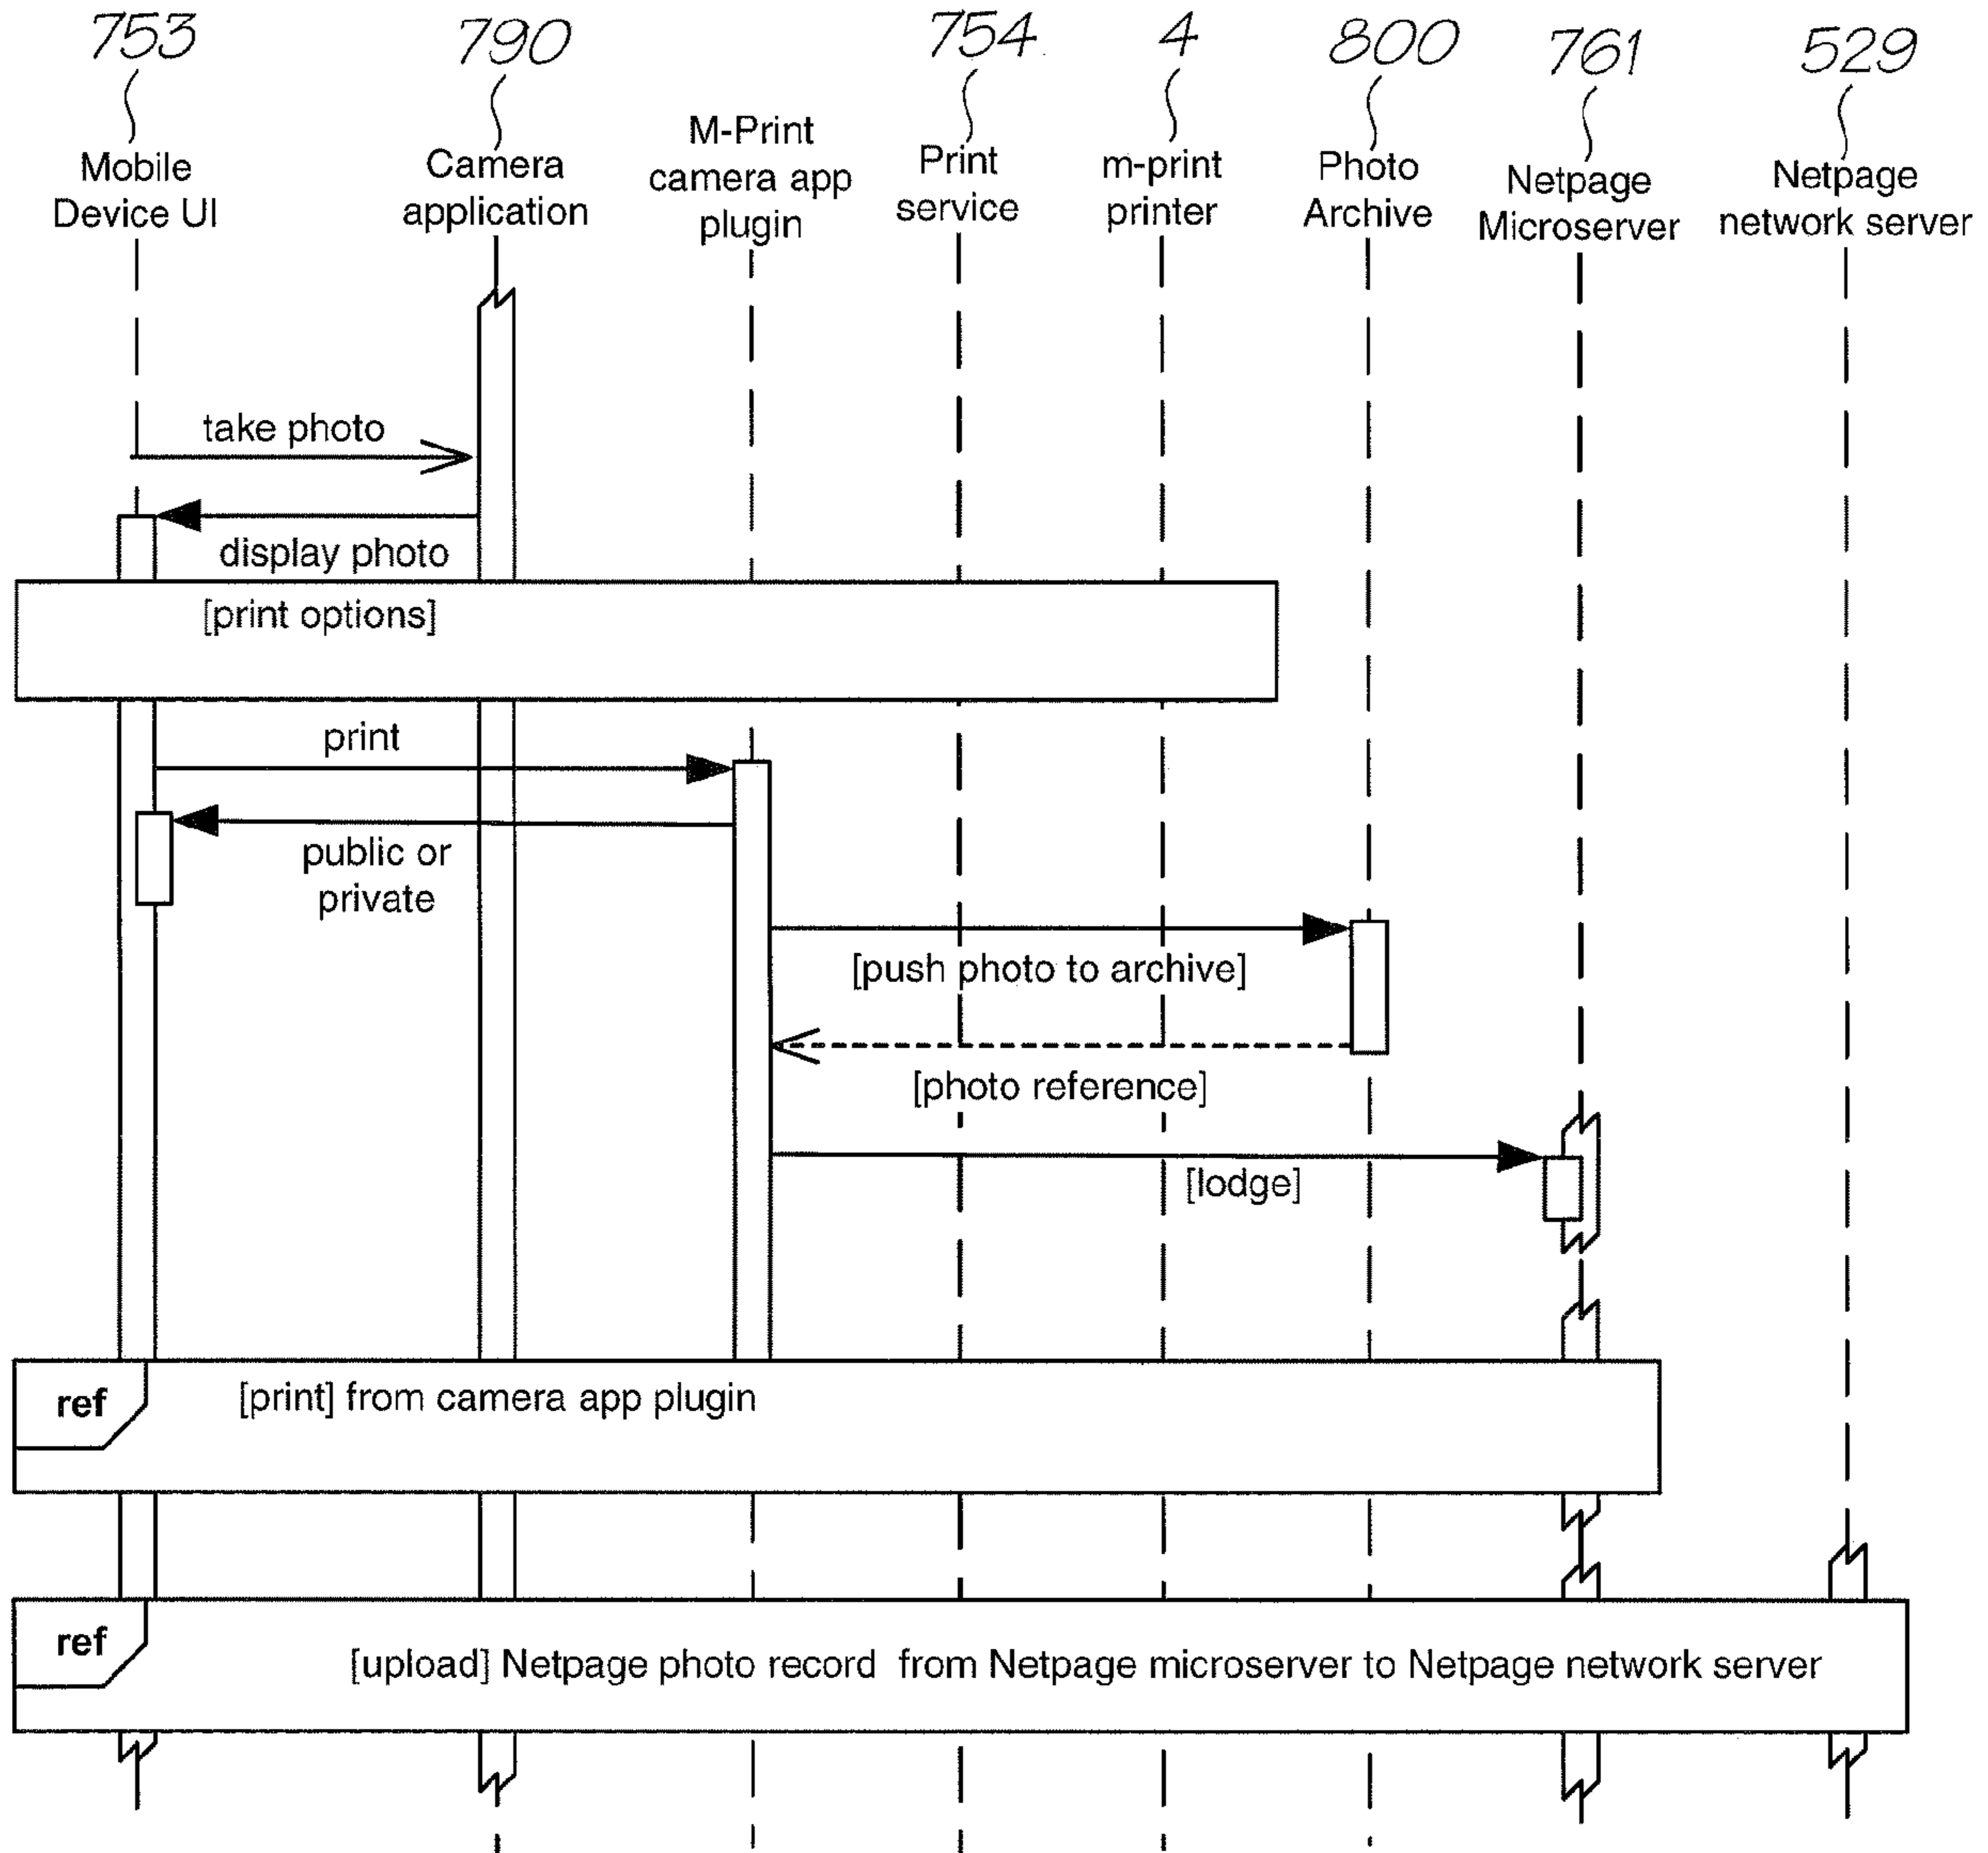 753
790
754
4
800
761
529
Mobile
Device UI
Camera
application
M-Print
camera app
plugin
Print
service
m-print
printer
Photo
Archive
Netpage
Microserver
Netpage
network server
take photo
display photo
[print options]
print
public or
private
[push photo to archive]
[photo reference]
[lodge]
ref
[print] from camera app plugin
ref
[upload] Netpage photo record from Netpage microserver to Netpage network server